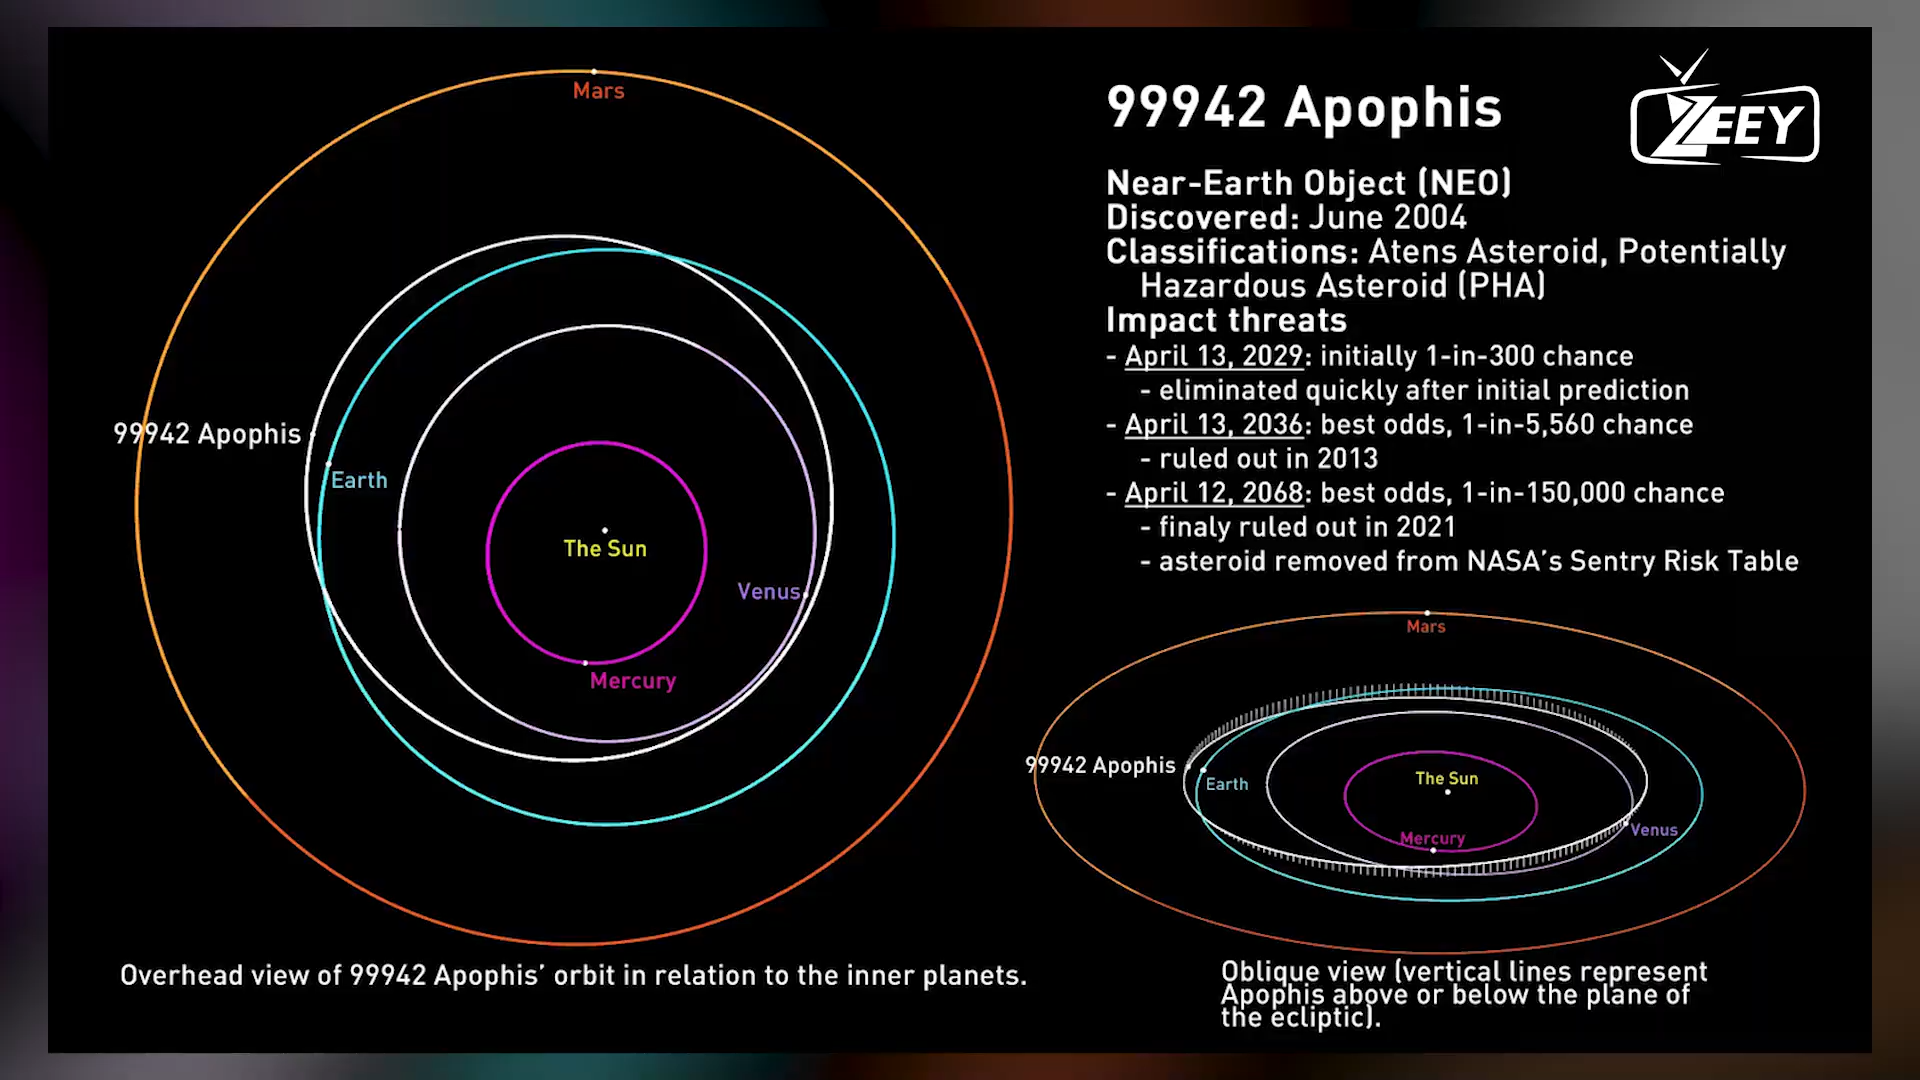 Mars
99942 Apophis
Earth
The Sun
Venus
Mercury
Overhead view of 99942 Apophis' orbit in relation to the inner planets.
ZEEY
99942 Apophis
Near-Earth Object (NEO)
Discovered: June 2004
Classifications: Atens Asteroid, Potentially
Hazardous Asteroid (PHA)
Impact threats
- April 13, 2029: initially 1-in-300 chance
- eliminated quickly after initial prediction
- April 13, 2036: best odds, 1-in-5,560 chance
- ruled out in 2013
- April 12, 2068: best odds, 1-in-150,000 chance
- finaly ruled out in 2021
- asteroid removed from NASA's Sentry Risk Table
Mars
99942 Apophis
Earth
The Sun
Venus
Mercury
Oblique view (vertical lines represent
Apophis above or below the plane of
the ecliptic).